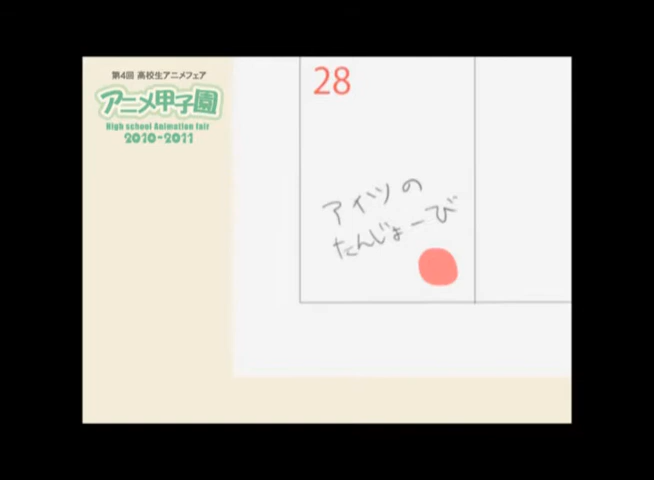 第4回 高校生アニメフェア
アニメ甲子園
High school Animation fair
2010-2011
28
アイツの
たんじょーび